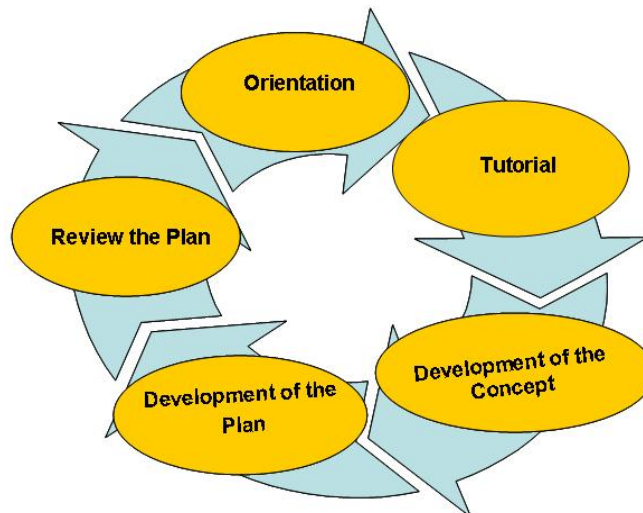 Orientation
Tutorial
Development of the
Concept
Development of the
Plan
Review the Plan